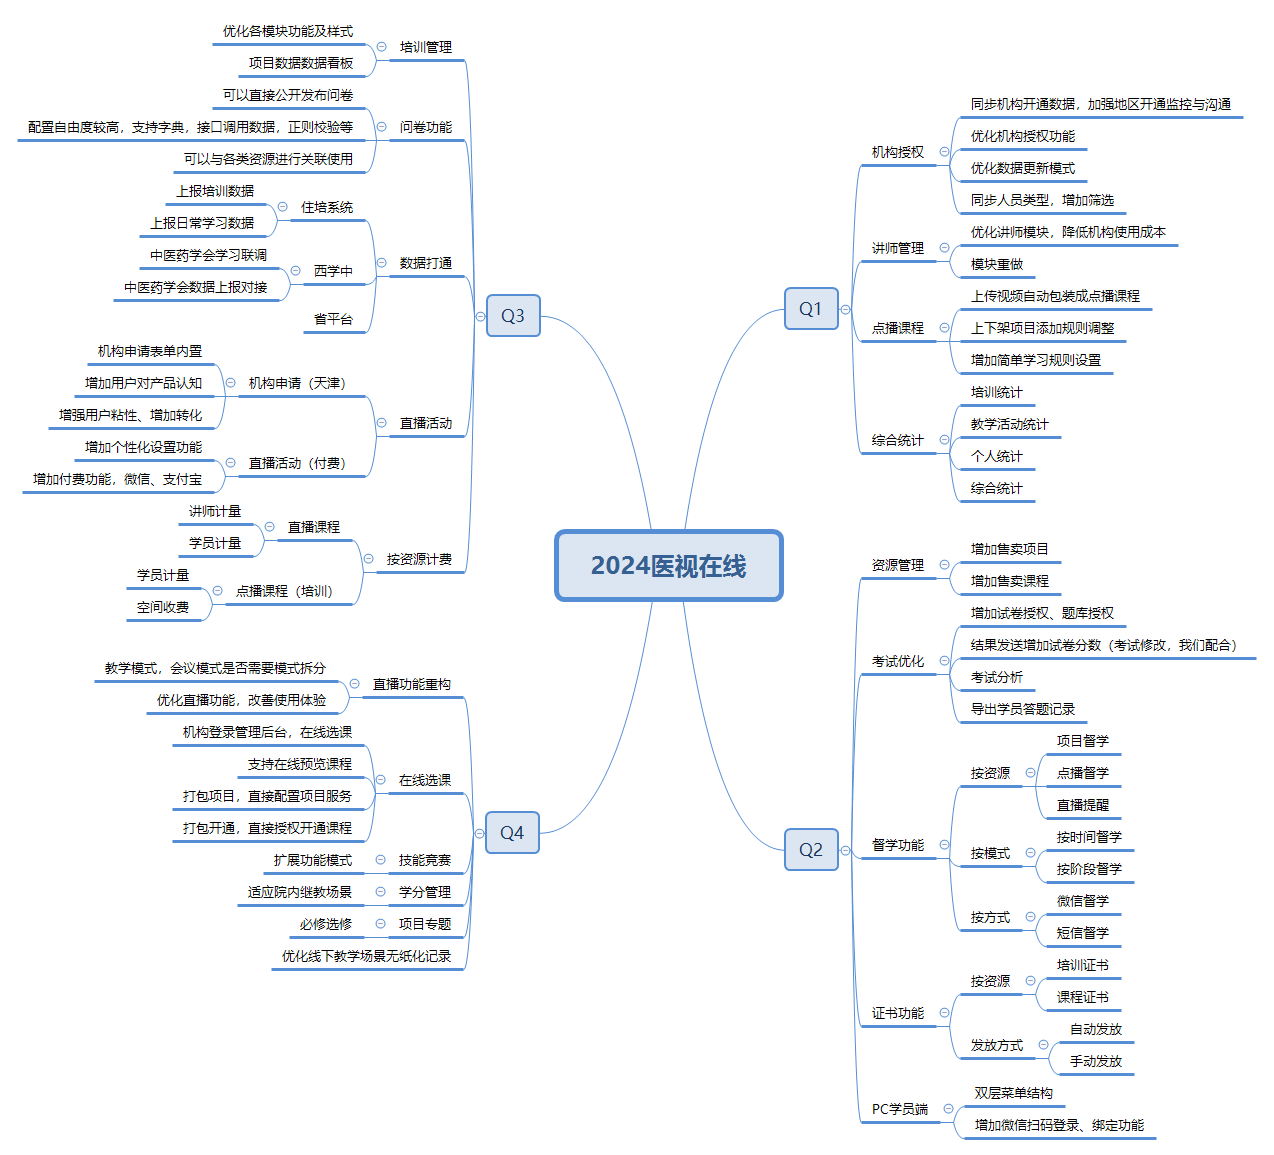 2024医视在线
Q1
机构授权
同步机构开通数据，加强地区开通监控与沟通
优化机构授权功能
优化数据更新模式
同步人员类型，增加筛选
讲师管理
优化讲师模块，降低机构使用成本
模块重做
点播课程
上传视频自动包装成点播课程
上下架项目添加规则调整
增加简单学习规则设置
综合统计
培训统计
教学活动统计
个人统计
综合统计
Q2
资源管理
增加售卖项目
增加售卖课程
考试优化
增加试卷授权、题库授权
结果发送增加试卷分数（考试修改，我们配合）
考试分析
导出学员答题记录
督学功能
按资源
项目督学
点播督学
直播提醒
按模式
按时间督学
按阶段督学
按方式
微信督学
短信督学
证书功能
按资源
培训证书
课程证书
发放方式
自动发放
手动发放
PC学员端
双层菜单结构
增加微信扫码登录、绑定功能
Q3
培训管理
优化各模块功能及样式
项目数据数据看板
问卷功能
可以直接公开发布问卷
配置自由度较高，支持字典，接口调用数据，正则校验等
可以与各类资源进行关联使用
数据打通
住培系统
上报培训数据
上报日常学习数据
西学中
中医药学会学习联调
中医药学会数据上报对接
省平台
直播活动
机构申请（天津）
机构申请表单内置
增加用户对产品认知
增强用户粘性、增加转化
直播活动（付费）
增加个性化设置功能
增加付费功能，微信、支付宝
按资源计费
直播课程
讲师计量
学员计量
点播课程（培训）
学员计量
空间收费
Q4
直播功能重构
教学模式，会议模式是否需要模式拆分
优化直播功能，改善使用体验
在线选课
机构登录管理后台，在线选课
支持在线预览课程
打包项目，直接配置项目服务
打包开通，直接授权开通课程
技能竞赛
扩展功能模式
学分管理
适应院内继教场景
项目专题
必修选修
优化线下教学场景无纸化记录